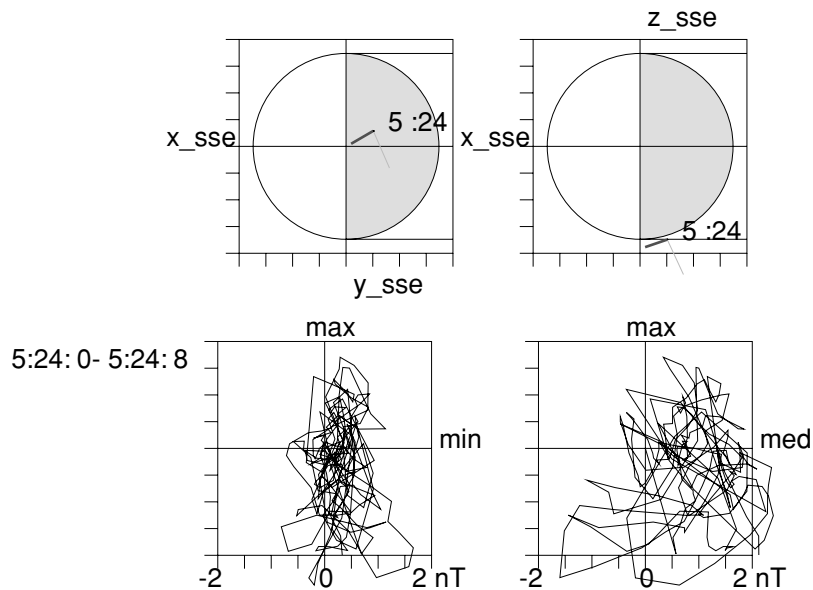 z_sse
5 :24
5 :24
x_sse
x_sse
y_sse
max
max
5:24: 0- 5:24: 8
min
med
-2
0
2 nT
-2
0
2 nT